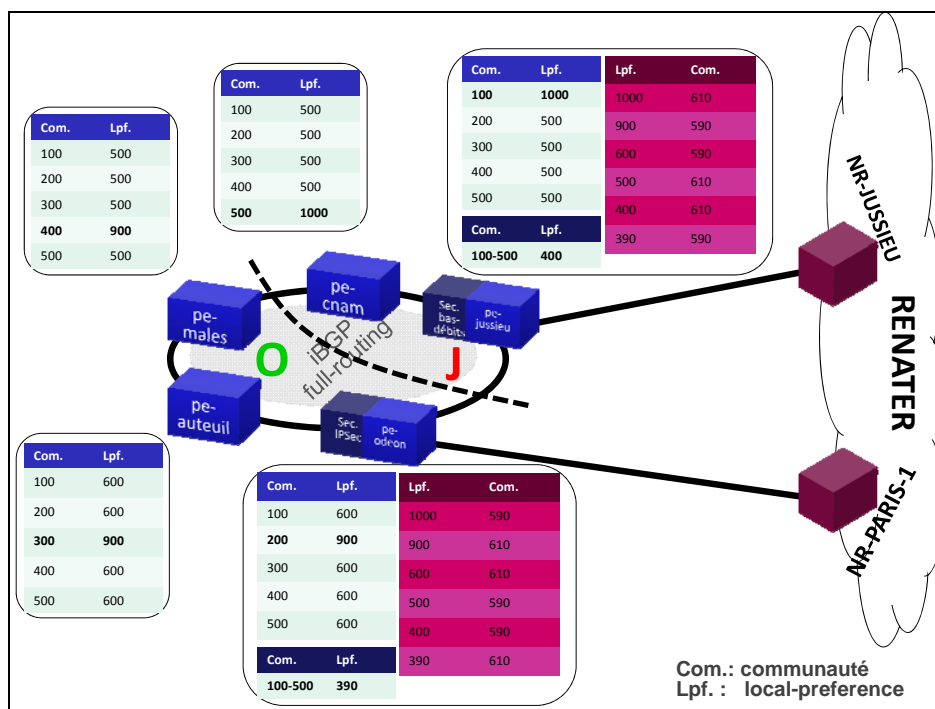 Com. Lpf.
100 500
200 500
300 500
400 900
500 500
Com. Lpf.
100 500
200 500
300 500
400 500
500 1000
Com. Lpf.
100 1000
200 500
300 500
400 500
500 500
Com. Lpf.
100-500 400
Lpf. Com.
1000 610
900 590
600 590
500 610
400 610
390 590
pe-
males
pe-
cnam
Sec.
bas-
débits
pe-
jussieu
O
iBGP
full-routing
J
pe-
auteuil
Sec.
IPSec
pe-
odeon
NR-JUSSIEU
RENATER
NR-PARIS-1
Com. Lpf.
100 600
200 600
300 900
400 600
500 600
Com. Lpf.
100 600
200 900
300 600
400 600
500 600
Com. Lpf.
100-500 390
Lpf. Com.
1000 590
900 610
600 610
500 590
400 590
390 610
Com.: communauté
Lpf. : local-preference